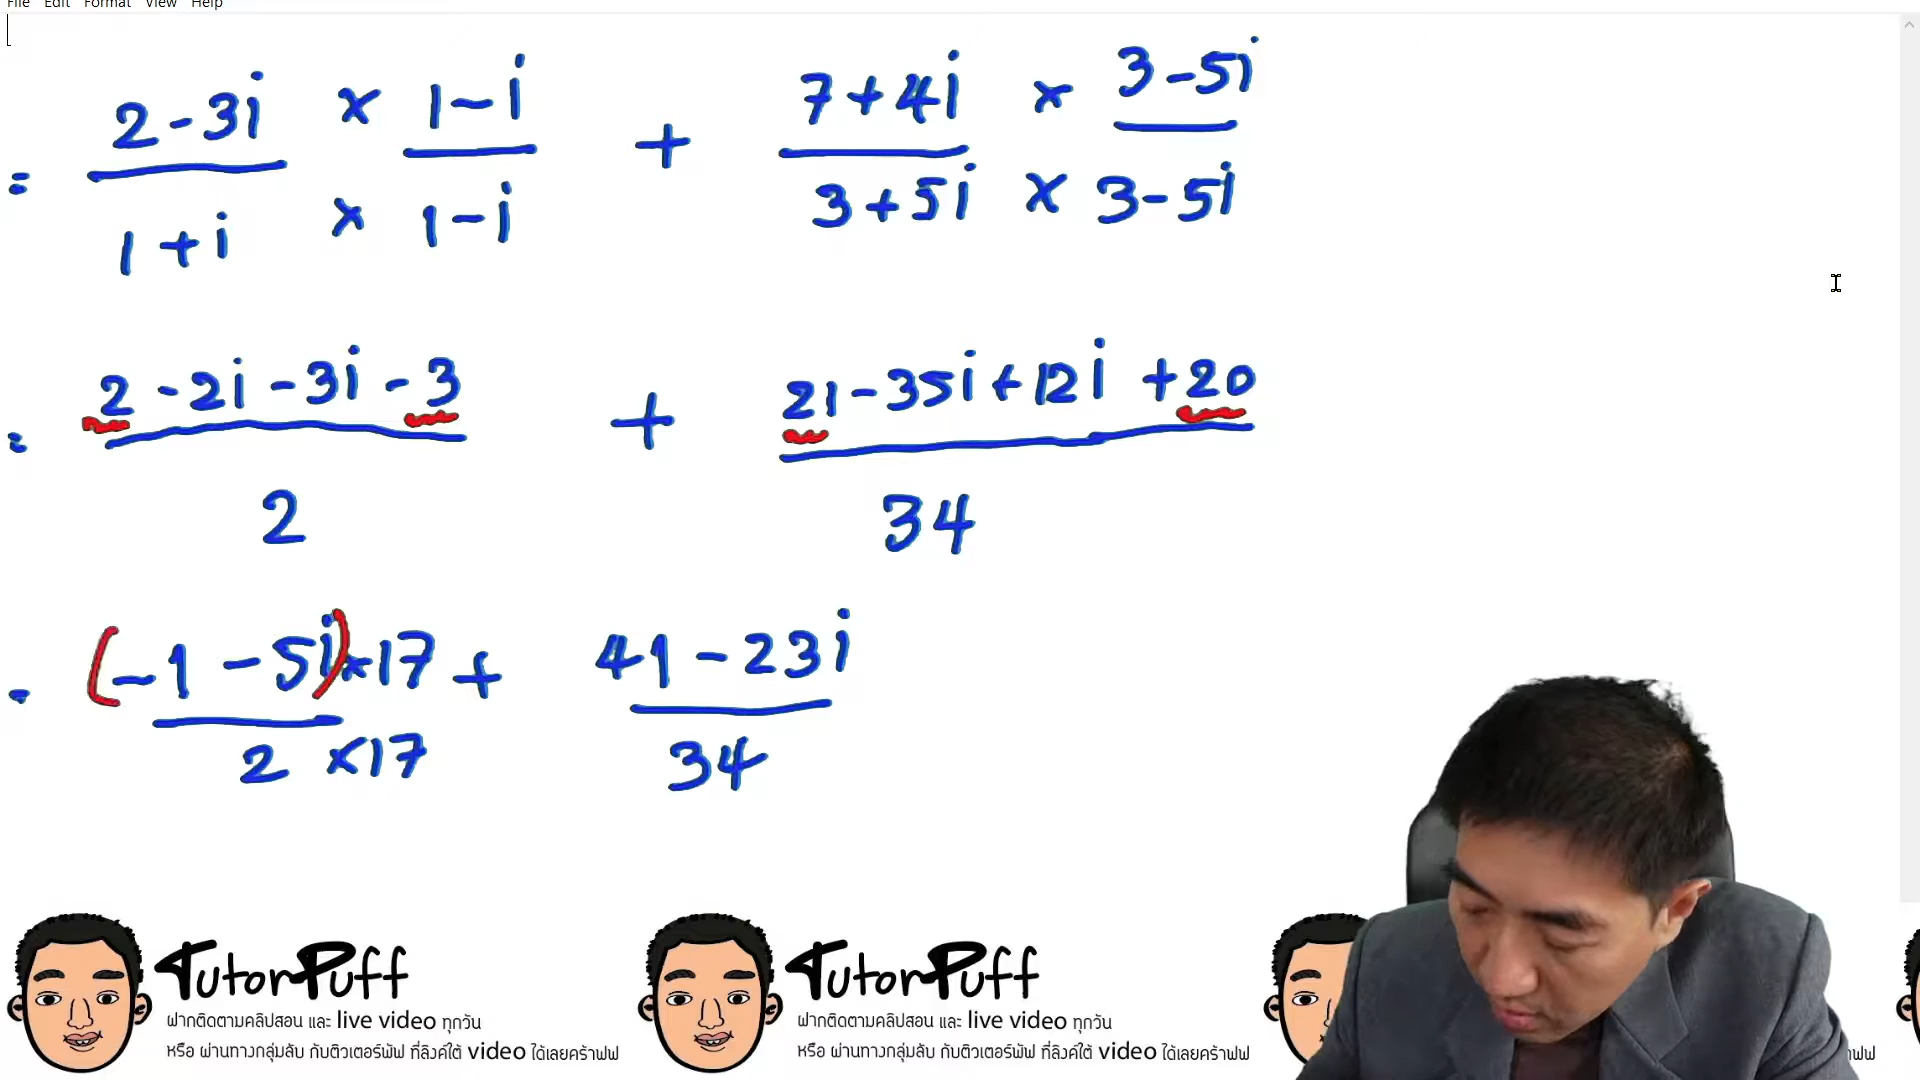 File Edit Format View Help
= 2-3i/1+i × 1-i/× 1-i + 7+4i/3+5i × 3-5i/× 3-5i
= 2-2i-3i-3/2 + 21-35i+12i+20/34
= (-1-5i)×17/2×17 + 41-23i/34
TutorPuff TutorPuff
ฝากติดตามคลิปสอน และ live video ทุกวัน ฝากติดตามคลิปสอน และ live video ทุกวัน
หรือ ผ่านทางกลุ่มลับ กับติวเตอร์พัฟ ที่ลิงค์ใต้ video ได้เลยคร้าฟฟ หรือ ผ่านทางกลุ่มลับ กับติวเตอร์พัฟ ที่ลิงค์ใต้ video ได้เลยคร้าฟฟ